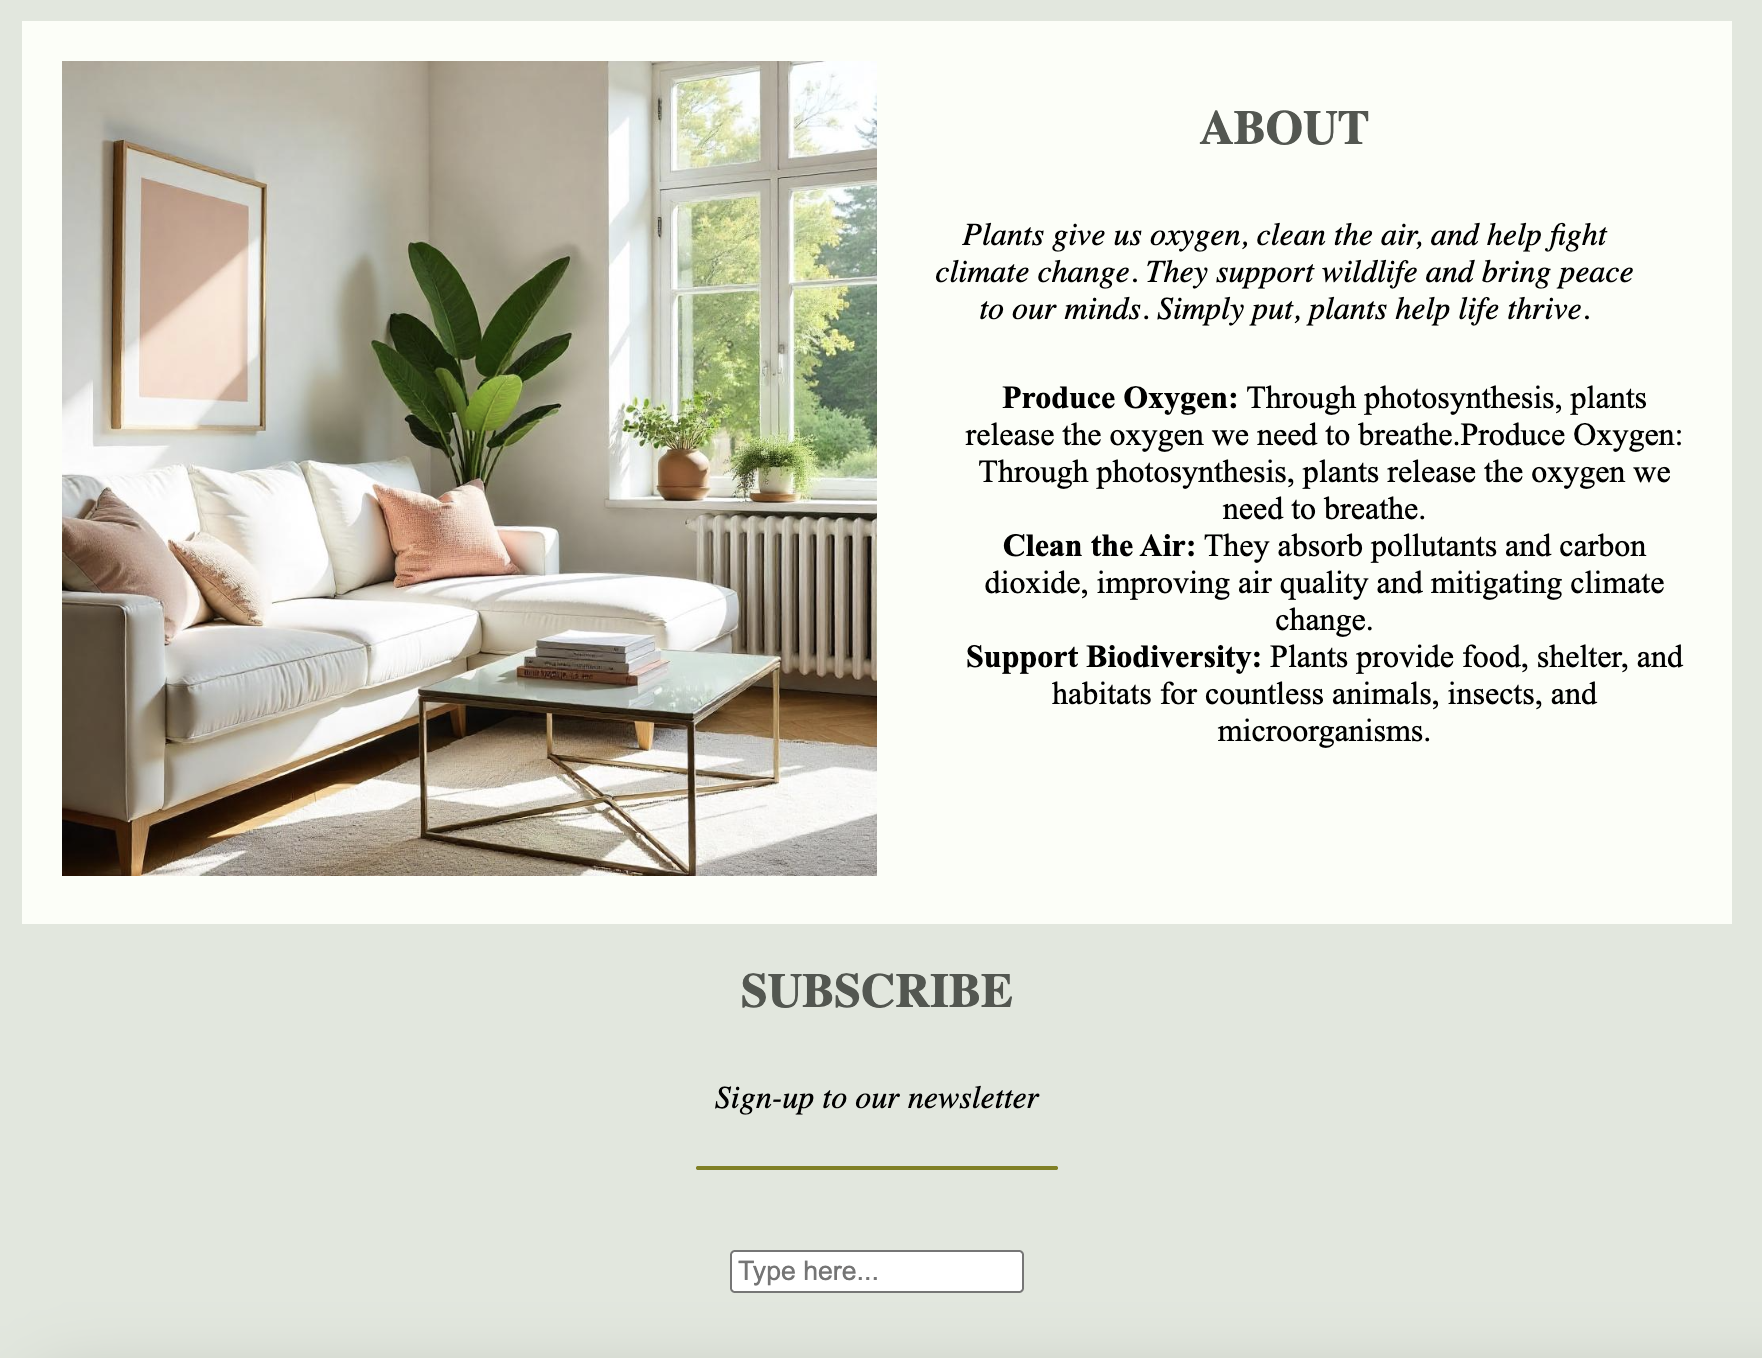 ABOUT
Plants give us oxygen, clean the air, and help fight
climate change. They support wildlife and bring peace
to our minds. Simply put, plants help life thrive.
Produce Oxygen: Through photosynthesis, plants
release the oxygen we need to breathe.Produce Oxygen:
Through photosynthesis, plants release the oxygen we
need to breathe.
Clean the Air: They absorb pollutants and carbon
dioxide, improving air quality and mitigating climate
change.
Support Biodiversity: Plants provide food, shelter, and
habitats for countless animals, insects, and
microorganisms.
SUBSCRIBE
Sign-up to our newsletter
Type here...